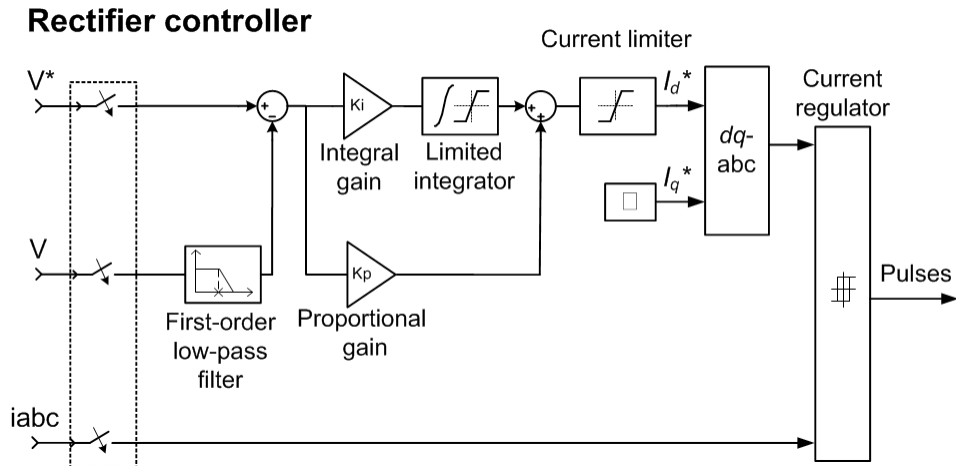 Rectifier controller
Current limiter
V*
Ki
Integral
gain
Limited
integrator
+
−
+
+
Id*
Iq*
dq-
abc
Current
regulator
V
First-order
low-pass
filter
Kp
Proportional
gain
Pulses
iabc